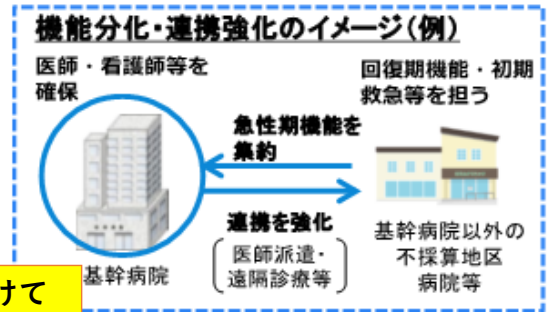 機能分化・連携強化のイメージ（例）
医師・看護師等を
確保
回復期機能・初期
救急等を担う
急性期機能を
集約
連携を強化
医師派遣・
遠隔診療等
基幹病院
基幹病院以外の
不採算地区
病院等
けて